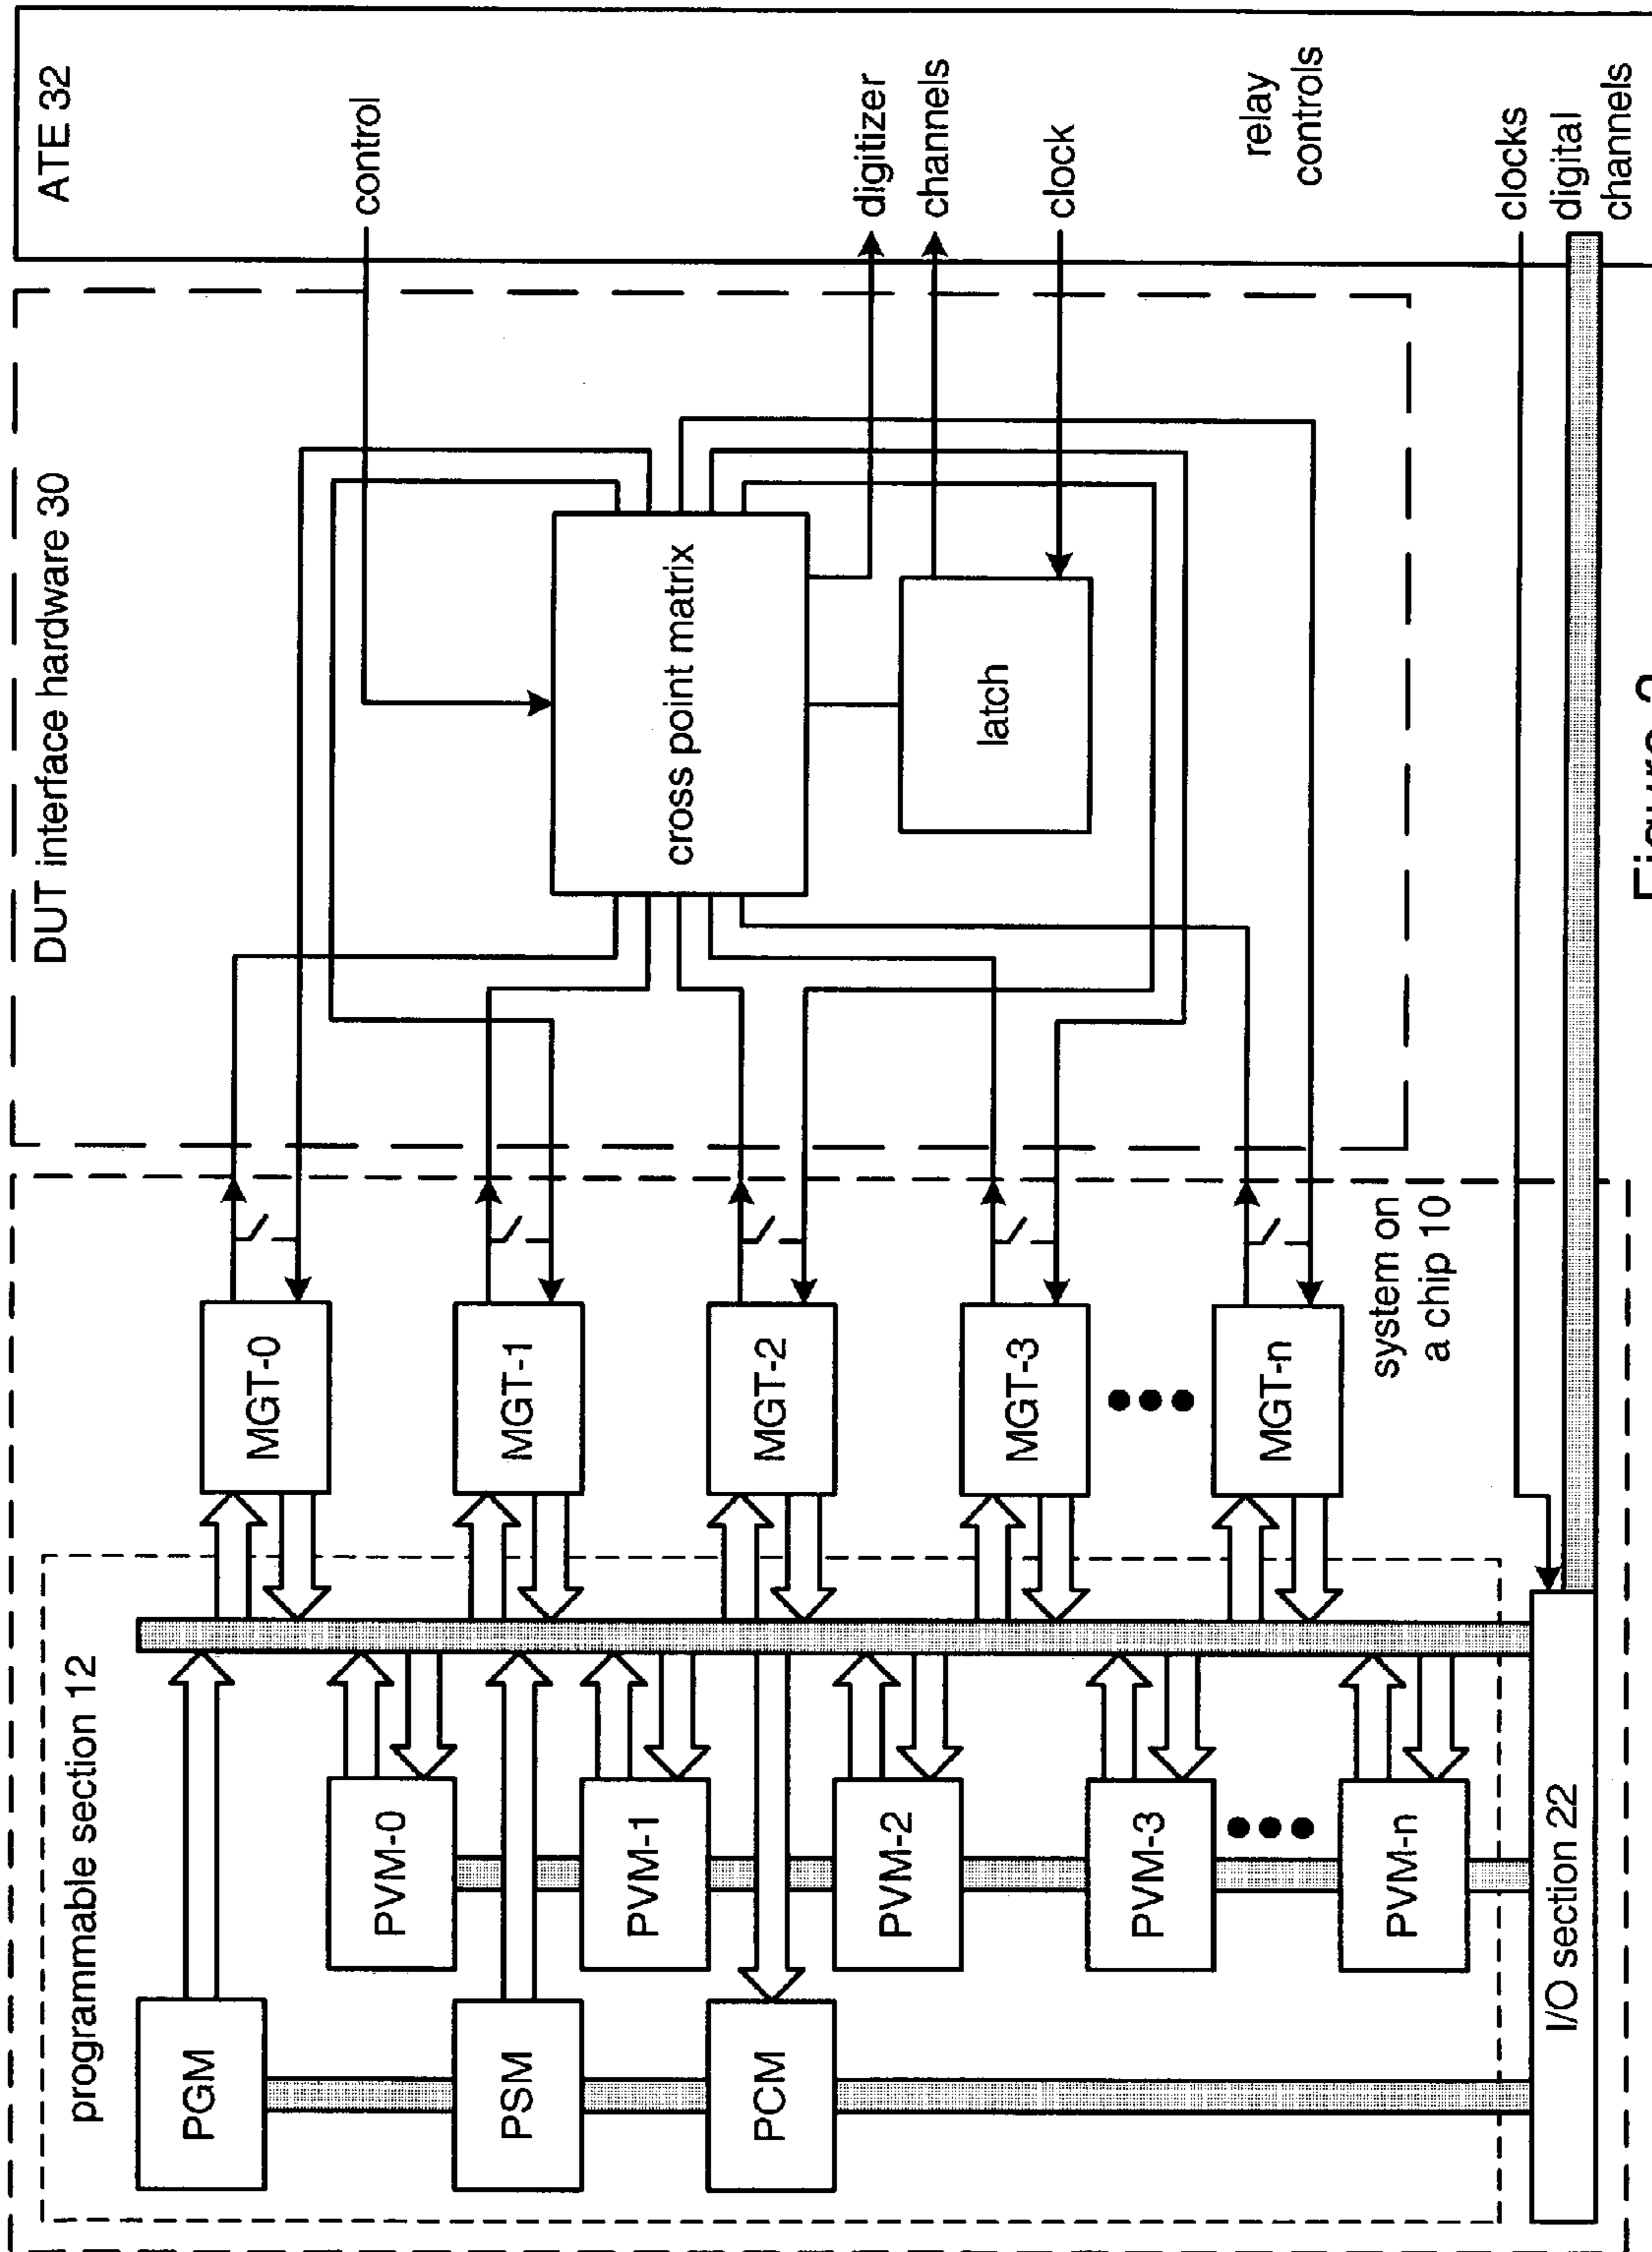 programmable section 12
PGM
PSM
PCM
PVM-0
PVM-1
PVM-2
PVM-3
PVM-n
I/O section 22
MGT-0
MGT-1
MGT-2
MGT-3
MGT-n
system on
a chip 10
DUT interface hardware 30
cross point matrix
latch
ATE 32
control
digitizer
channels
clock
relay
controls
clocks
digital
channels
Figure